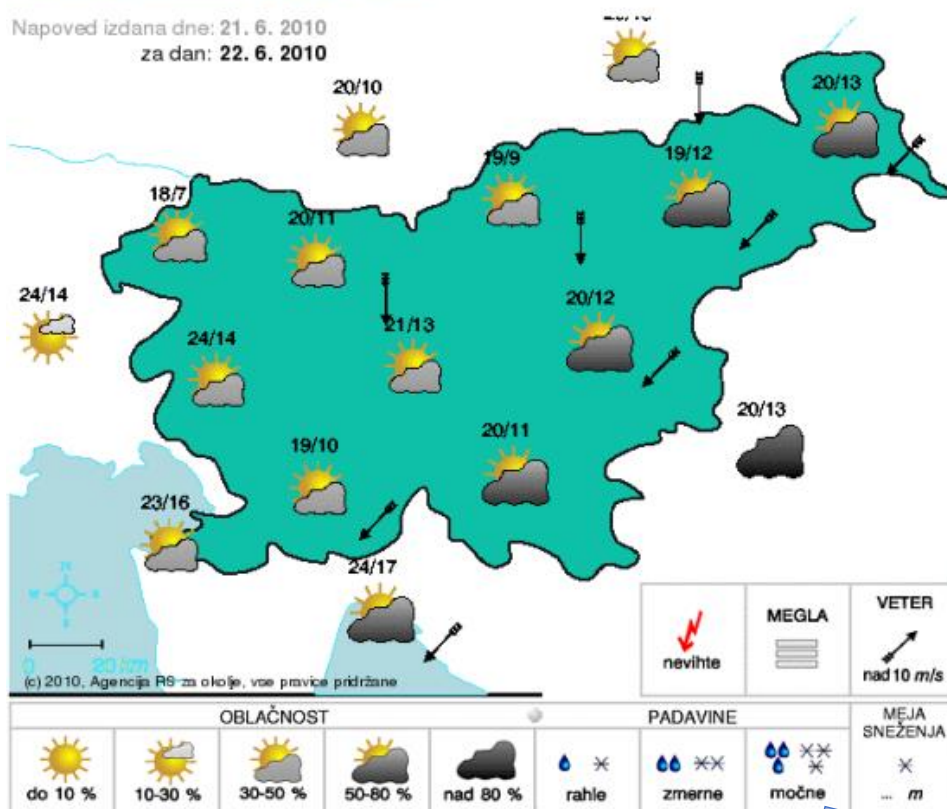 Napoved izdana dne: 21. 6. 2010
za dan: 22. 6. 2010
20/10
20/13
19/9
19/12
18/7
20/11
24/14
20/12
24/14
21/13
20/13
19/10
20/11
23/16
24/17
N
W E
S
0 20 km
(c) 2010, Agencija RS za okolje, vse pravice pridržane
nevihte
MEGLA
VETER
nad 10 m/s
OBLAČNOST
PADAVINE
MEJA
SNEŽENJA
do 10 %
10-30 %
30-50 %
50-80 %
nad 80 %
rahle
zmerne
močne
... m